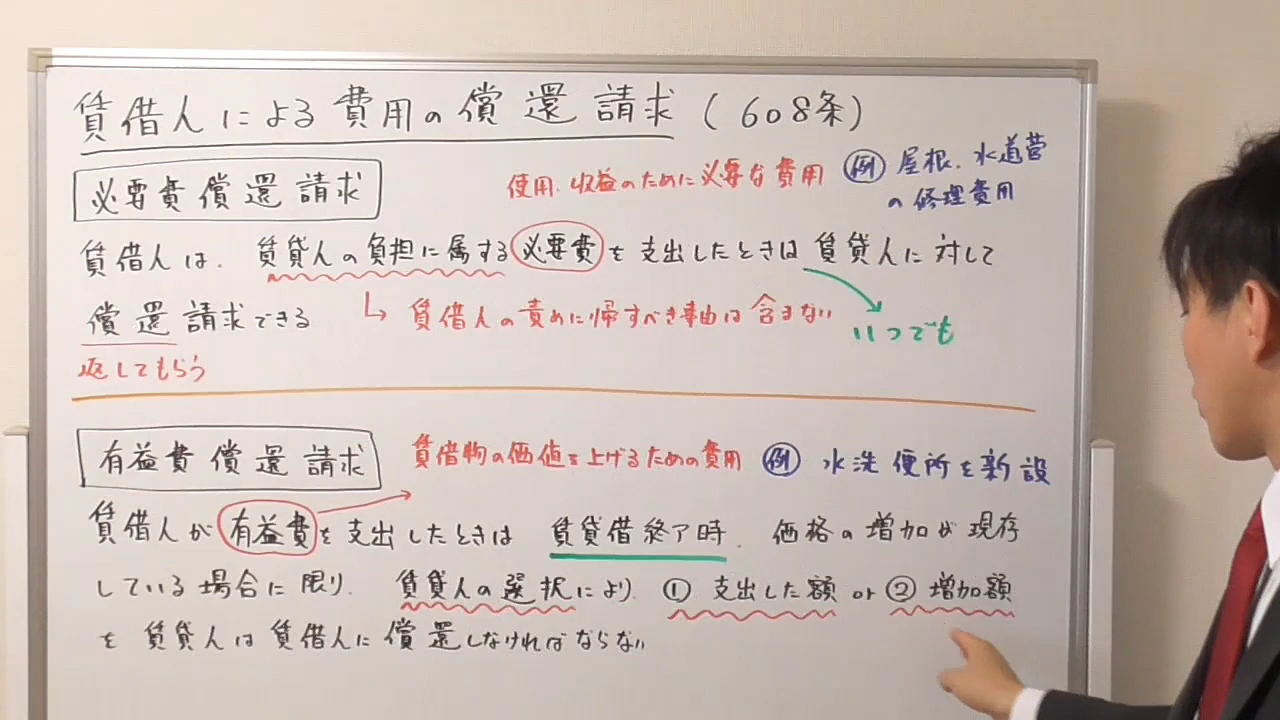 賃借人による費用の償還請求(608条)
必要費償還請求
使用.収益のために必要な費用
例 屋根.水道管
の修理費用
賃借人は、賃貸人の負担に属する必要費を支出したときは賃貸人に対して
償還請求できる
賃借人の責めに帰すべき事由は含まない
いつでも
返してもらう
有益費償還請求
賃借物の価値を上げるための費用
例 水洗便所を新設
賃借人が有益費を支出したときは 賃貸借終了時、価格の増加が現存
している場合に限り、賃貸人の選択により ①支出した額 or ②増加額
を賃貸人は賃借人に償還しなければならない